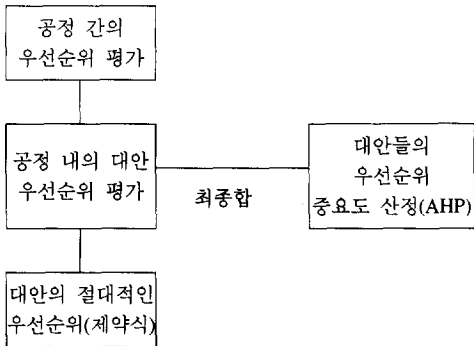 공정 간의
우선순위 평가
공정 내의 대안
우선순위 평가
최종합
대안들의
우선순위
중요도 산정(AHP)
대안의 절대적인
우선순위(제약식)